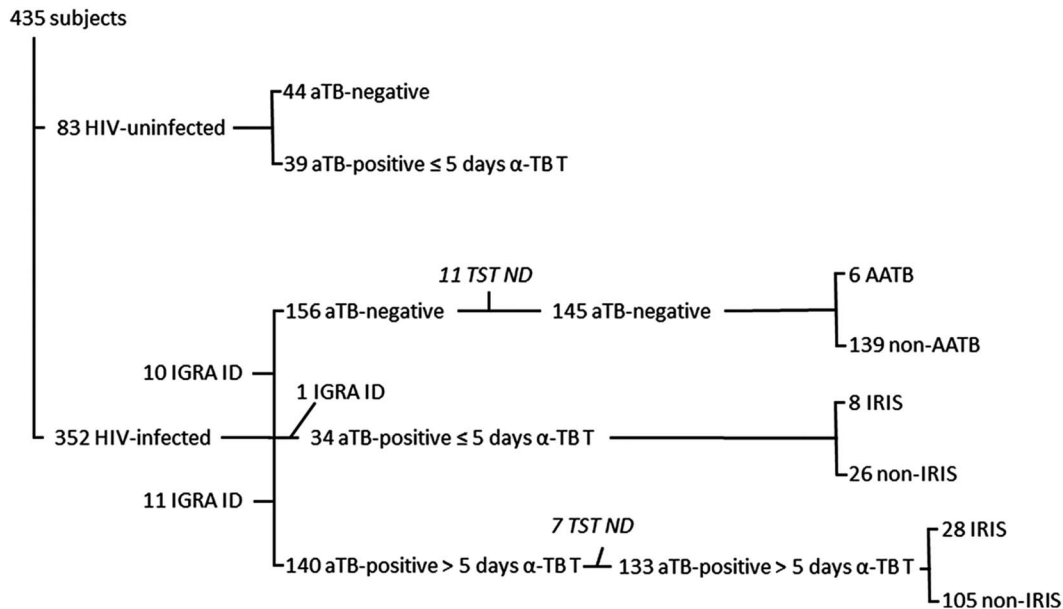 435 subjects
44 aTB-negative
83 HIV-uninfected
39 aTB-positive ≤ 5 days α-TB T
11 TST ND
6 AATB
156 aTB-negative
145 aTB-negative
139 non-AATB
10 IGRA ID
1 IGRA ID
8 IRIS
352 HIV-infected
34 aTB-positive ≤ 5 days α-TB T
26 non-IRIS
11 IGRA ID
7 TST ND
28 IRIS
140 aTB-positive > 5 days α-TB T
133 aTB-positive > 5 days α-TB T
105 non-IRIS